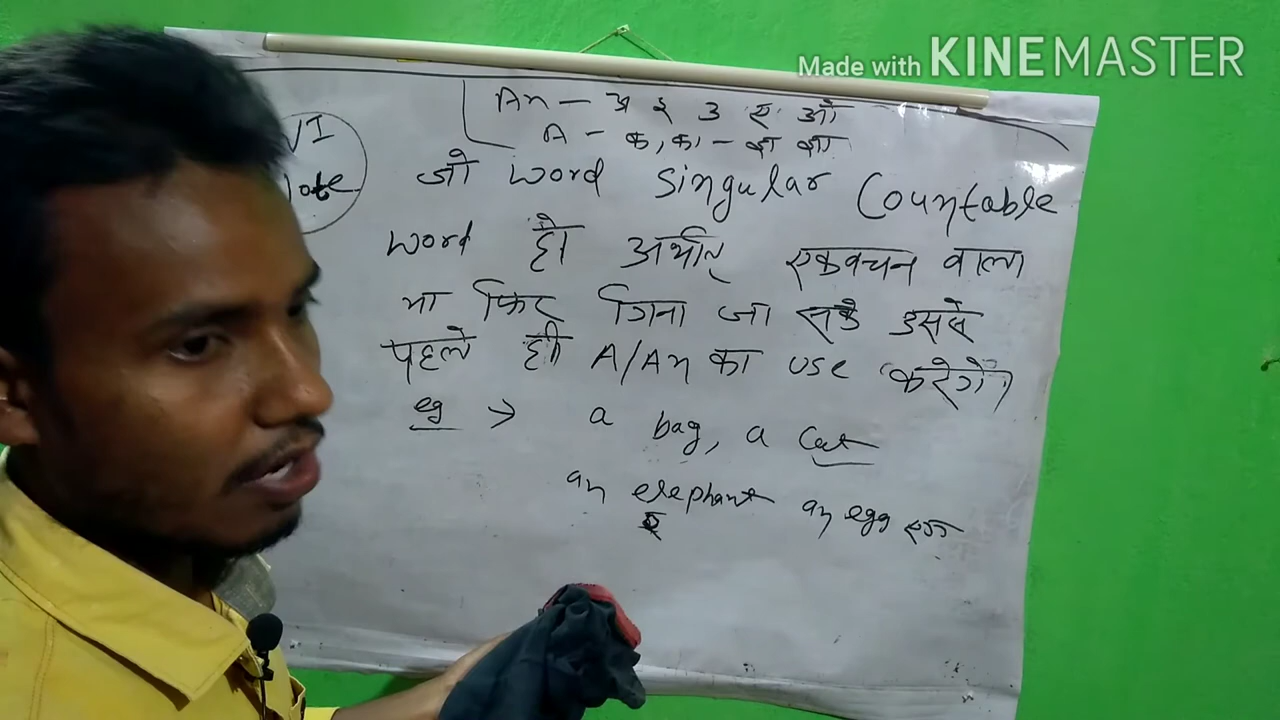 Made with KINEMASTER
An - अ इ उ ए ओ
A - क, का -
VI
Note
जो word singular Countable
word हो अर्थात् एकवचन वाला
या फिर गिना जा सके उससे
पहले ही A/An का use करेगे।
eg → a bag, a Cat
an elephant an egg एग
इ